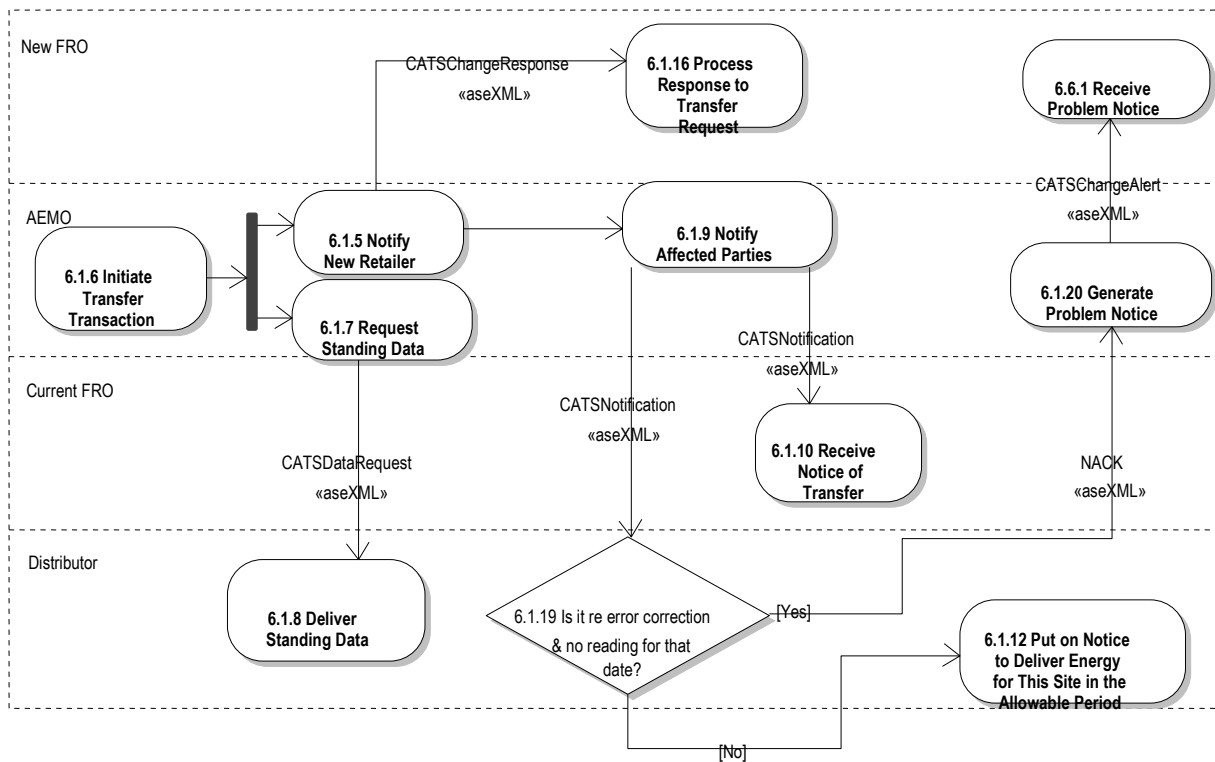 New FRO
CATSChangeResponse
«aseXML»
6.1.16 Process
Response to
Transfer
Request
6.6.1 Receive
Problem Notice
CATSChangeAlert
«aseXML»
AEMO
6.1.6 Initiate
Transfer
Transaction
6.1.5 Notify
New Retailer
6.1.9 Notify
Affected Parties
6.1.20 Generate
Problem Notice
6.1.7 Request
Standing Data
CATSNotification
«aseXML»
Current FRO
CATSNotification
«aseXML»
6.1.10 Receive
Notice of
Transfer
CATSDataRequest
«aseXML»
NACK
«aseXML»
Distributor
6.1.8 Deliver
Standing Data
6.1.19 Is it re error correction
& no reading for that
date?
[Yes]
6.1.12 Put on Notice
to Deliver Energy
for This Site in the
Allowable Period
[No]